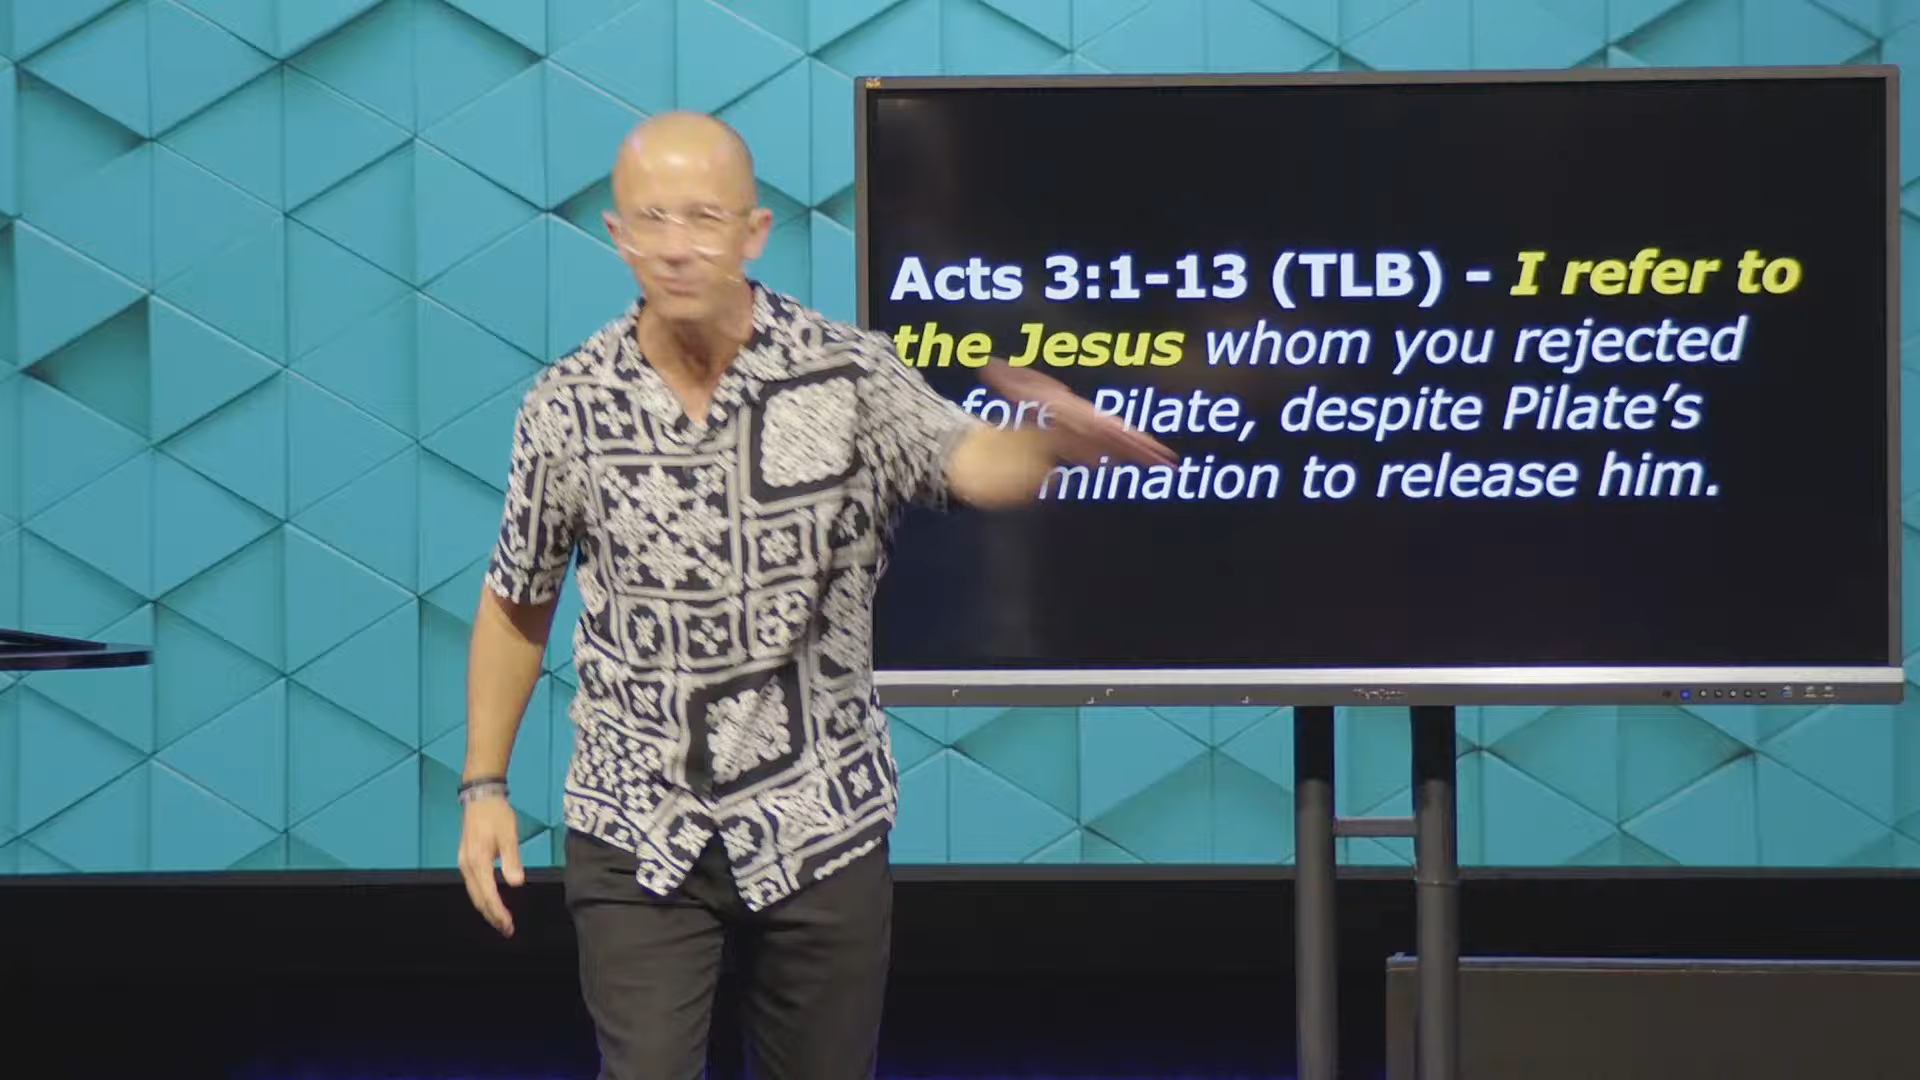 Acts 3:1-13 (TLB) - I refer to
the Jesus whom you rejected
fore Pilate, despite Pilate's
mination to release him.